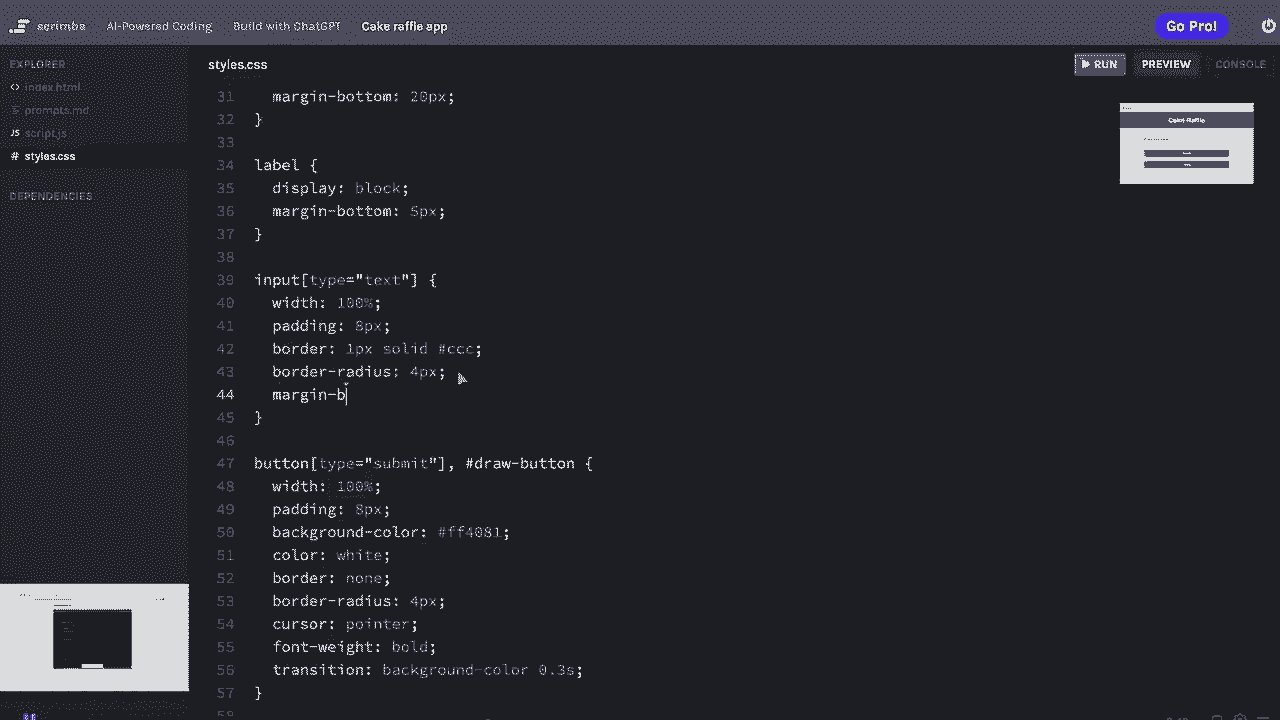 scrimba AI-Powered Coding Build with ChatGPT Cake raffle app Go Pro!
EXPLORER
index.html
prompts.md
JS script.js
# styles.css
DEPENDENCIES
styles.css
RUN PREVIEW CONSOLE
31 margin-bottom: 20px;
32 }
33
34 label {
35 display: block;
36 margin-bottom: 5px;
37 }
38
39 input[type="text"] {
40 width: 100%;
41 padding: 8px;
42 border: 1px solid #ccc;
43 border-radius: 4px;
44 margin-b
45 }
46
47 button[type="submit"], #draw-button {
48 width: 100%;
49 padding: 8px;
50 background-color: #ff4081;
51 color: white;
52 border: none;
53 border-radius: 4px;
54 cursor: pointer;
55 font-weight: bold;
56 transition: background-color 0.3s;
57 }
58